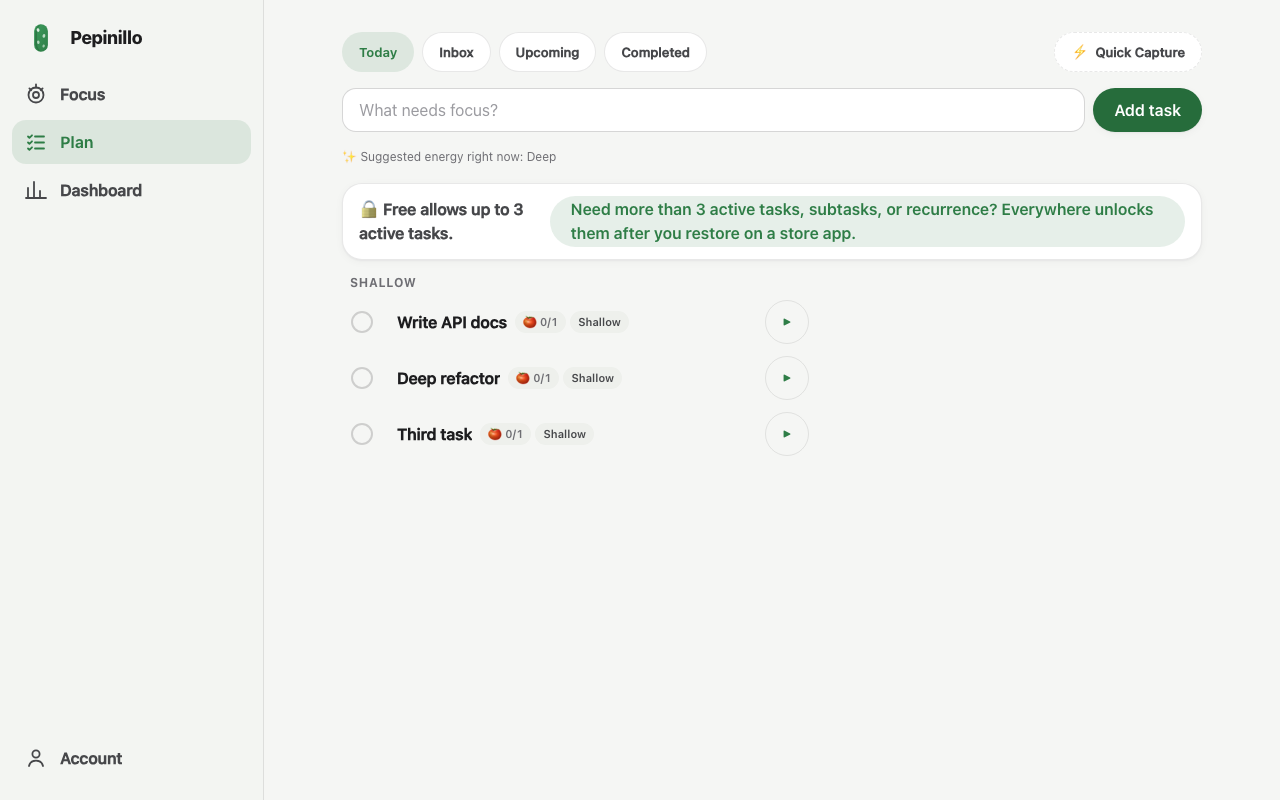 Pepinillo
Focus
Plan
Dashboard
Account
Today
Inbox
Upcoming
Completed
⚡ Quick Capture
What needs focus?
Add task
✨ Suggested energy right now: Deep
🔒 Free allows up to 3
active tasks.
Need more than 3 active tasks, subtasks, or recurrence? Everywhere unlocks
them after you restore on a store app.
SHALLOW
Write API docs 🍅 0/1 Shallow
Deep refactor 🍅 0/1 Shallow
Third task 🍅 0/1 Shallow